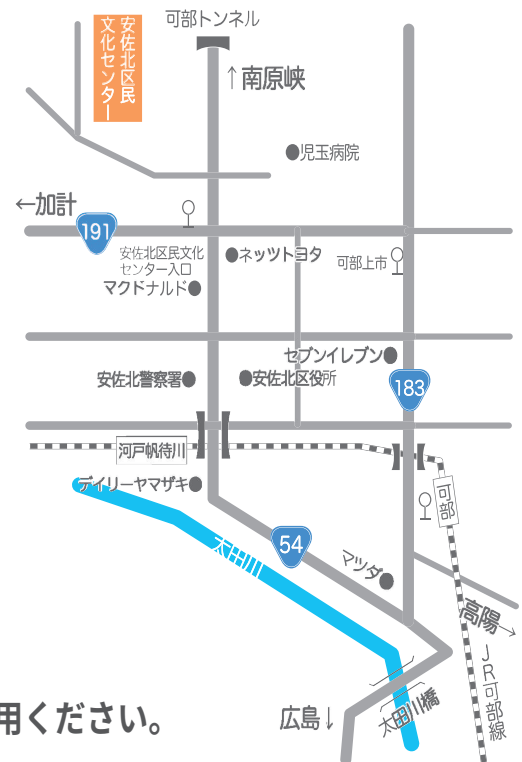 可部トンネル
安佐北区民
文化センター
↑南原峡
児玉病院
←加計
191
安佐北区民文化
センター入口
ネッツトヨタ
可部上市
マクドナルド
セブンイレブン
安佐北警察署
安佐北区役所
183
河戸帆待川
デイリーヤマザキ
可部
54
太田川
マツダ
高陽→
JR可部線
広島↓
太田川橋
用ください。